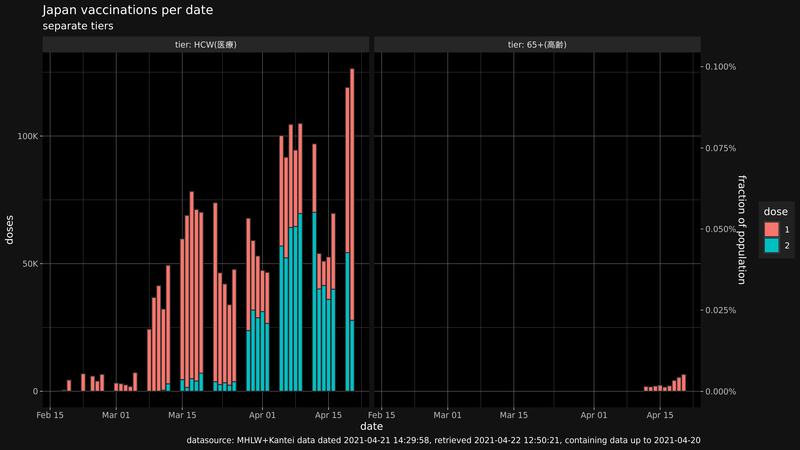 Japan vaccinations per date
separate tiers
tier: HCW(医療)
tier: 65+(高齢)
100K
50K
0
doses
0.100%
0.075%
0.050%
0.025%
0.000%
fraction of population
dose
1
2
Feb 15
Mar 01
Mar 15
Apr 01
Apr 15
Feb 15
Mar 01
Mar 15
Apr 01
Apr 15
date
datasource: MHLW+Kantei data dated 2021-04-21 14:29:58, retrieved 2021-04-22 12:50:21, containing data up to 2021-04-20